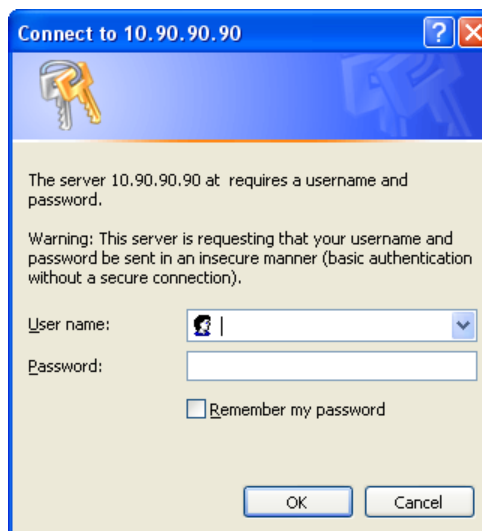 Connect to 10.90.90.90
The server 10.90.90.90 at  requires a username and
password.
Warning: This server is requesting that your username and
password be sent in an insecure manner (basic authentication
without a secure connection).
User name:
Password:
Remember my password
OK
Cancel